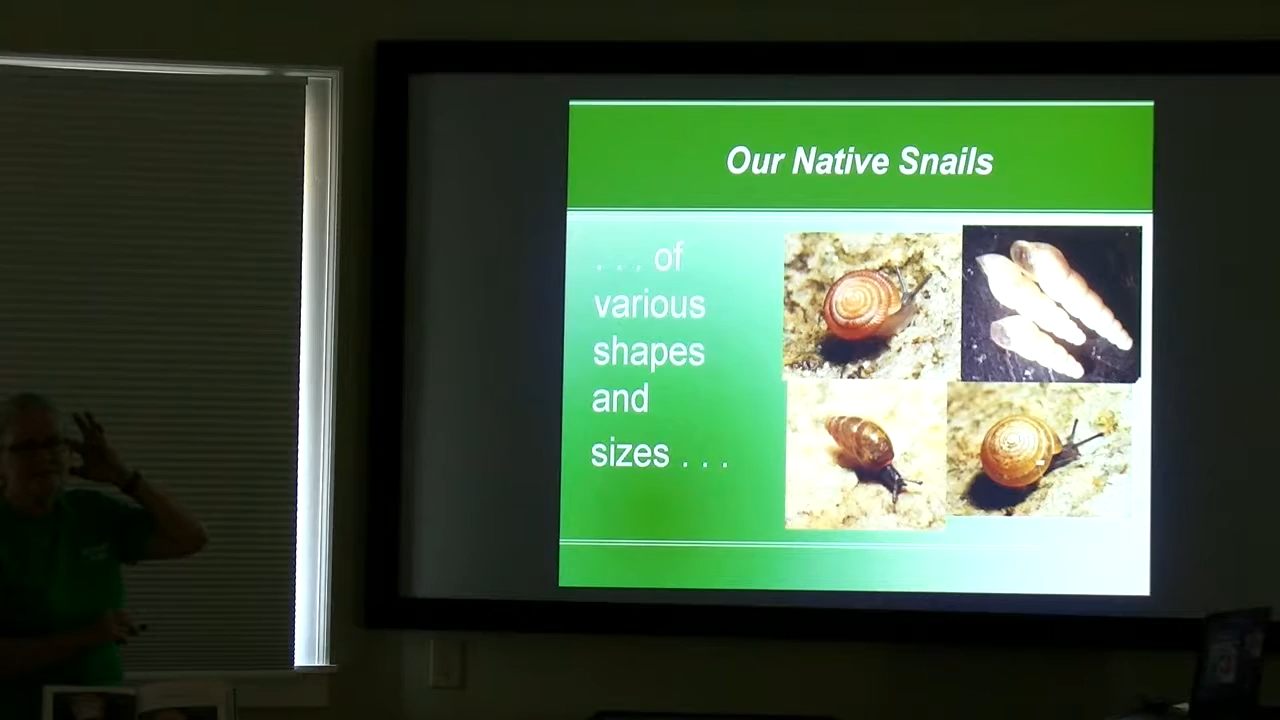 Our Native Snails
. . . of
various
shapes
and
sizes . . .